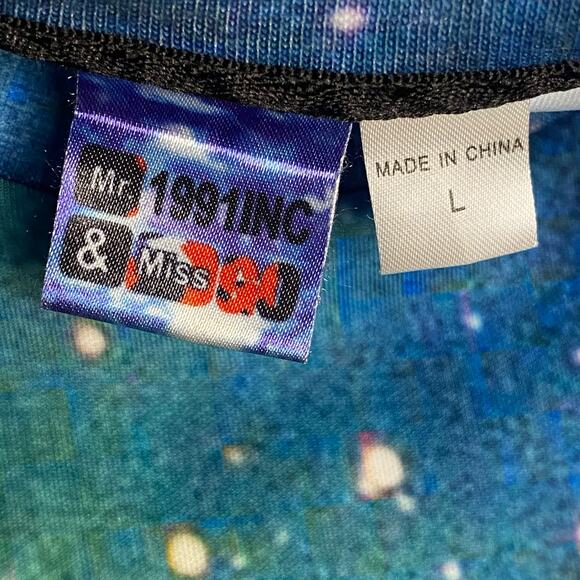 Mr 1991INC
& Miss
MADE IN CHINA
L